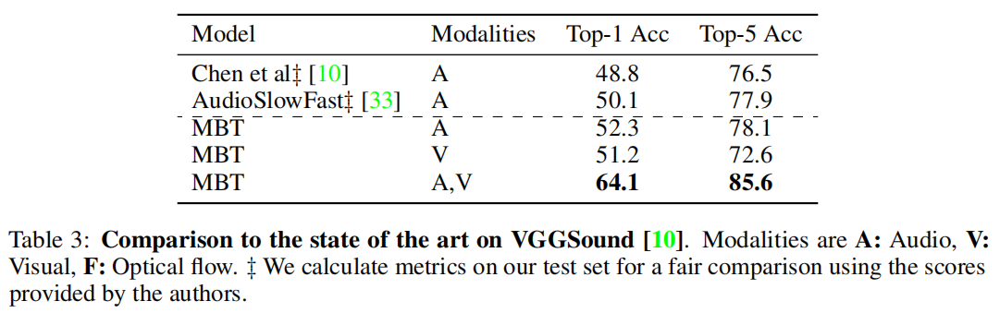 Model Modalities Top-1 Acc Top-5 Acc
Chen et al‡ [10] A 48.8 76.5
AudioSlowFast‡ [33] A 50.1 77.9
MBT A 52.3 78.1
MBT V 51.2 72.6
MBT A,V 64.1 85.6
Table 3: Comparison to the state of the art on VGGSound [10]. Modalities are A: Audio, V:
Visual, F: Optical flow. ‡ We calculate metrics on our test set for a fair comparison using the scores
provided by the authors.